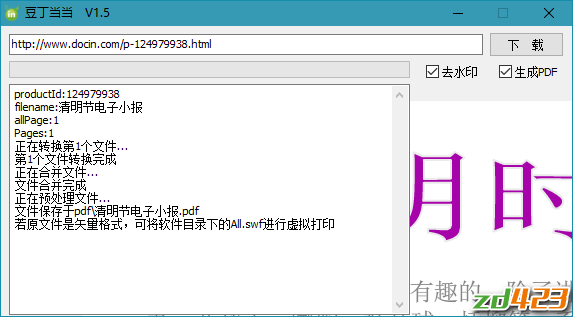 豆丁当当 V1.5
http://www.docin.com/p-124979938.html
下 载
去水印
生成PDF
productId:124979938
filename:清明节电子小报
allPage:1
Pages:1
正在转换第1个文件...
第1个文件转换完成
正在合并文件...
文件合并完成
正在预处理文件...
文件保存于pdf\清明节电子小报.pdf
若原文件是矢量格式，可将软件目录下的All.swf进行虚拟打印
明时
有趣的
zd423